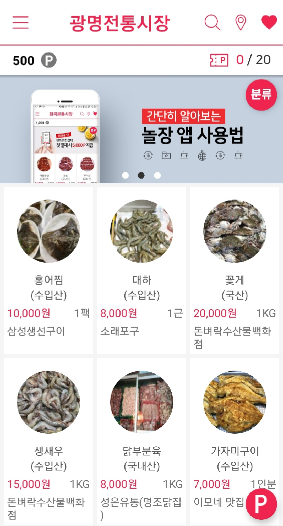 광명전통시장
500 P
P 0 / 20
분류
간단히 알아보는
놀장 앱 사용법
홍어찜
(수입산)
10,000원 1팩
삼성생선구이
대하
(수입산)
8,000원 1근
소래포구
꽃게
(국산)
20,000원 1KG
돈벼락수산물백화
점
생새우
(수입산)
15,000원 1KG
돈벼락수산물백화
점
닭부분육
(국내산)
8,000원 1KG
성은유통(명조닭집
)
가자미구이
(수입산)
7,000원 1인분
이모네 맛집
P